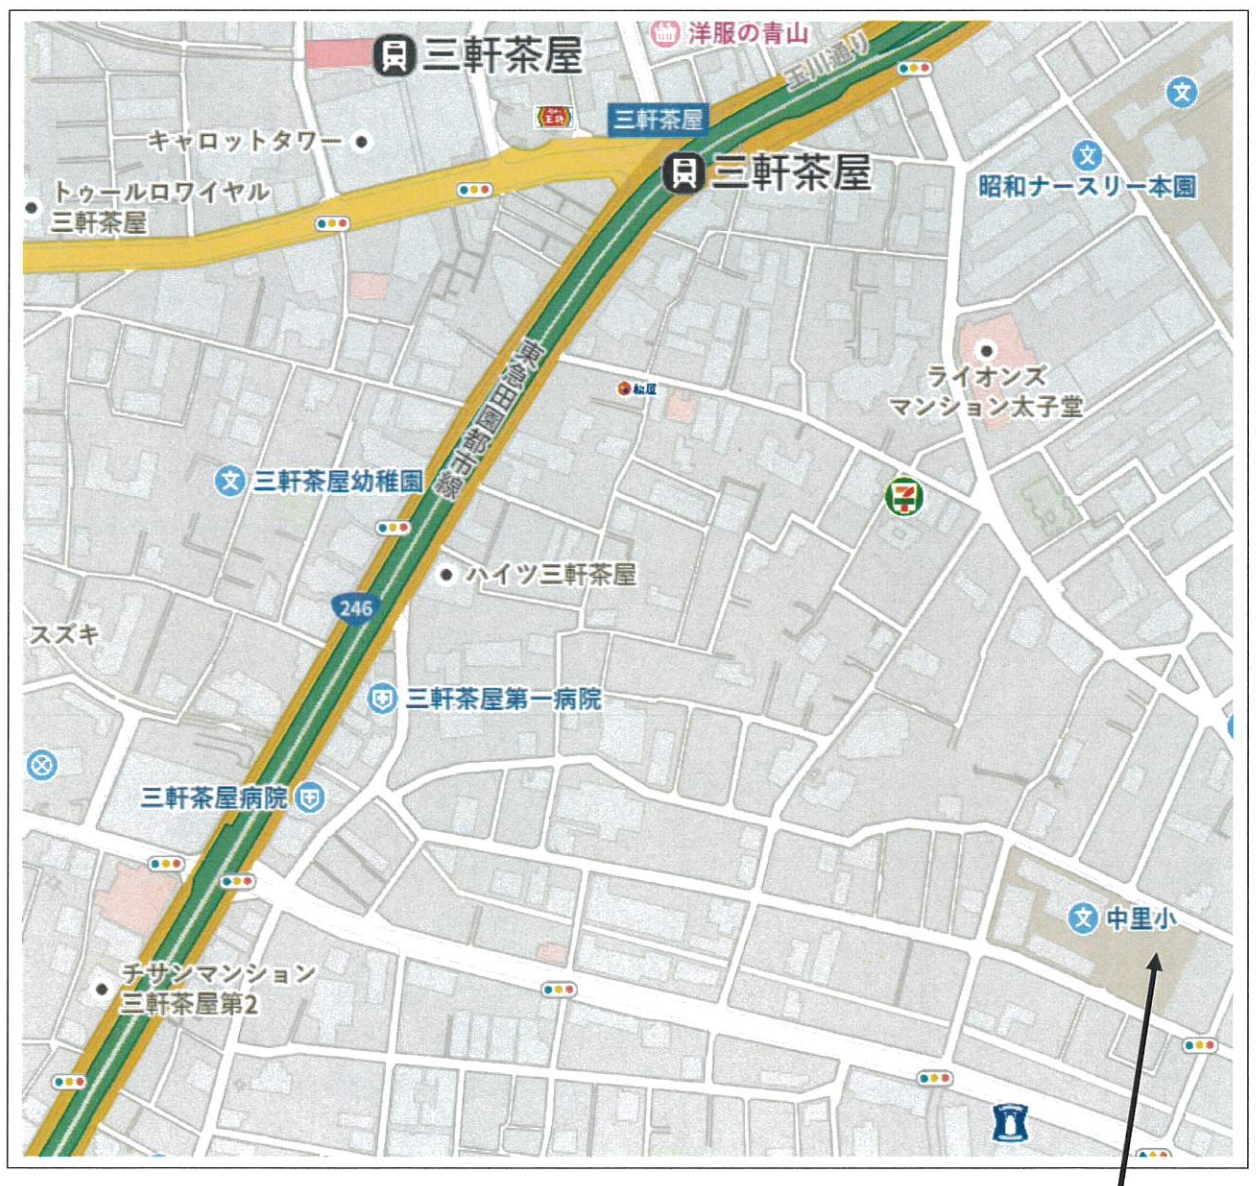 洋服の青山
三軒茶屋
玉川通り
三軒茶屋
キャロットタワー
三軒茶屋
昭和ナースリー本園
トゥールロワイヤル
三軒茶屋
東急田園都市線
松屋
ライオンズ
マンション太子堂
三軒茶屋幼稚園
7
ハイツ三軒茶屋
246
スズキ
三軒茶屋第一病院
三軒茶屋病院
中里小
チサンマンション
三軒茶屋第2